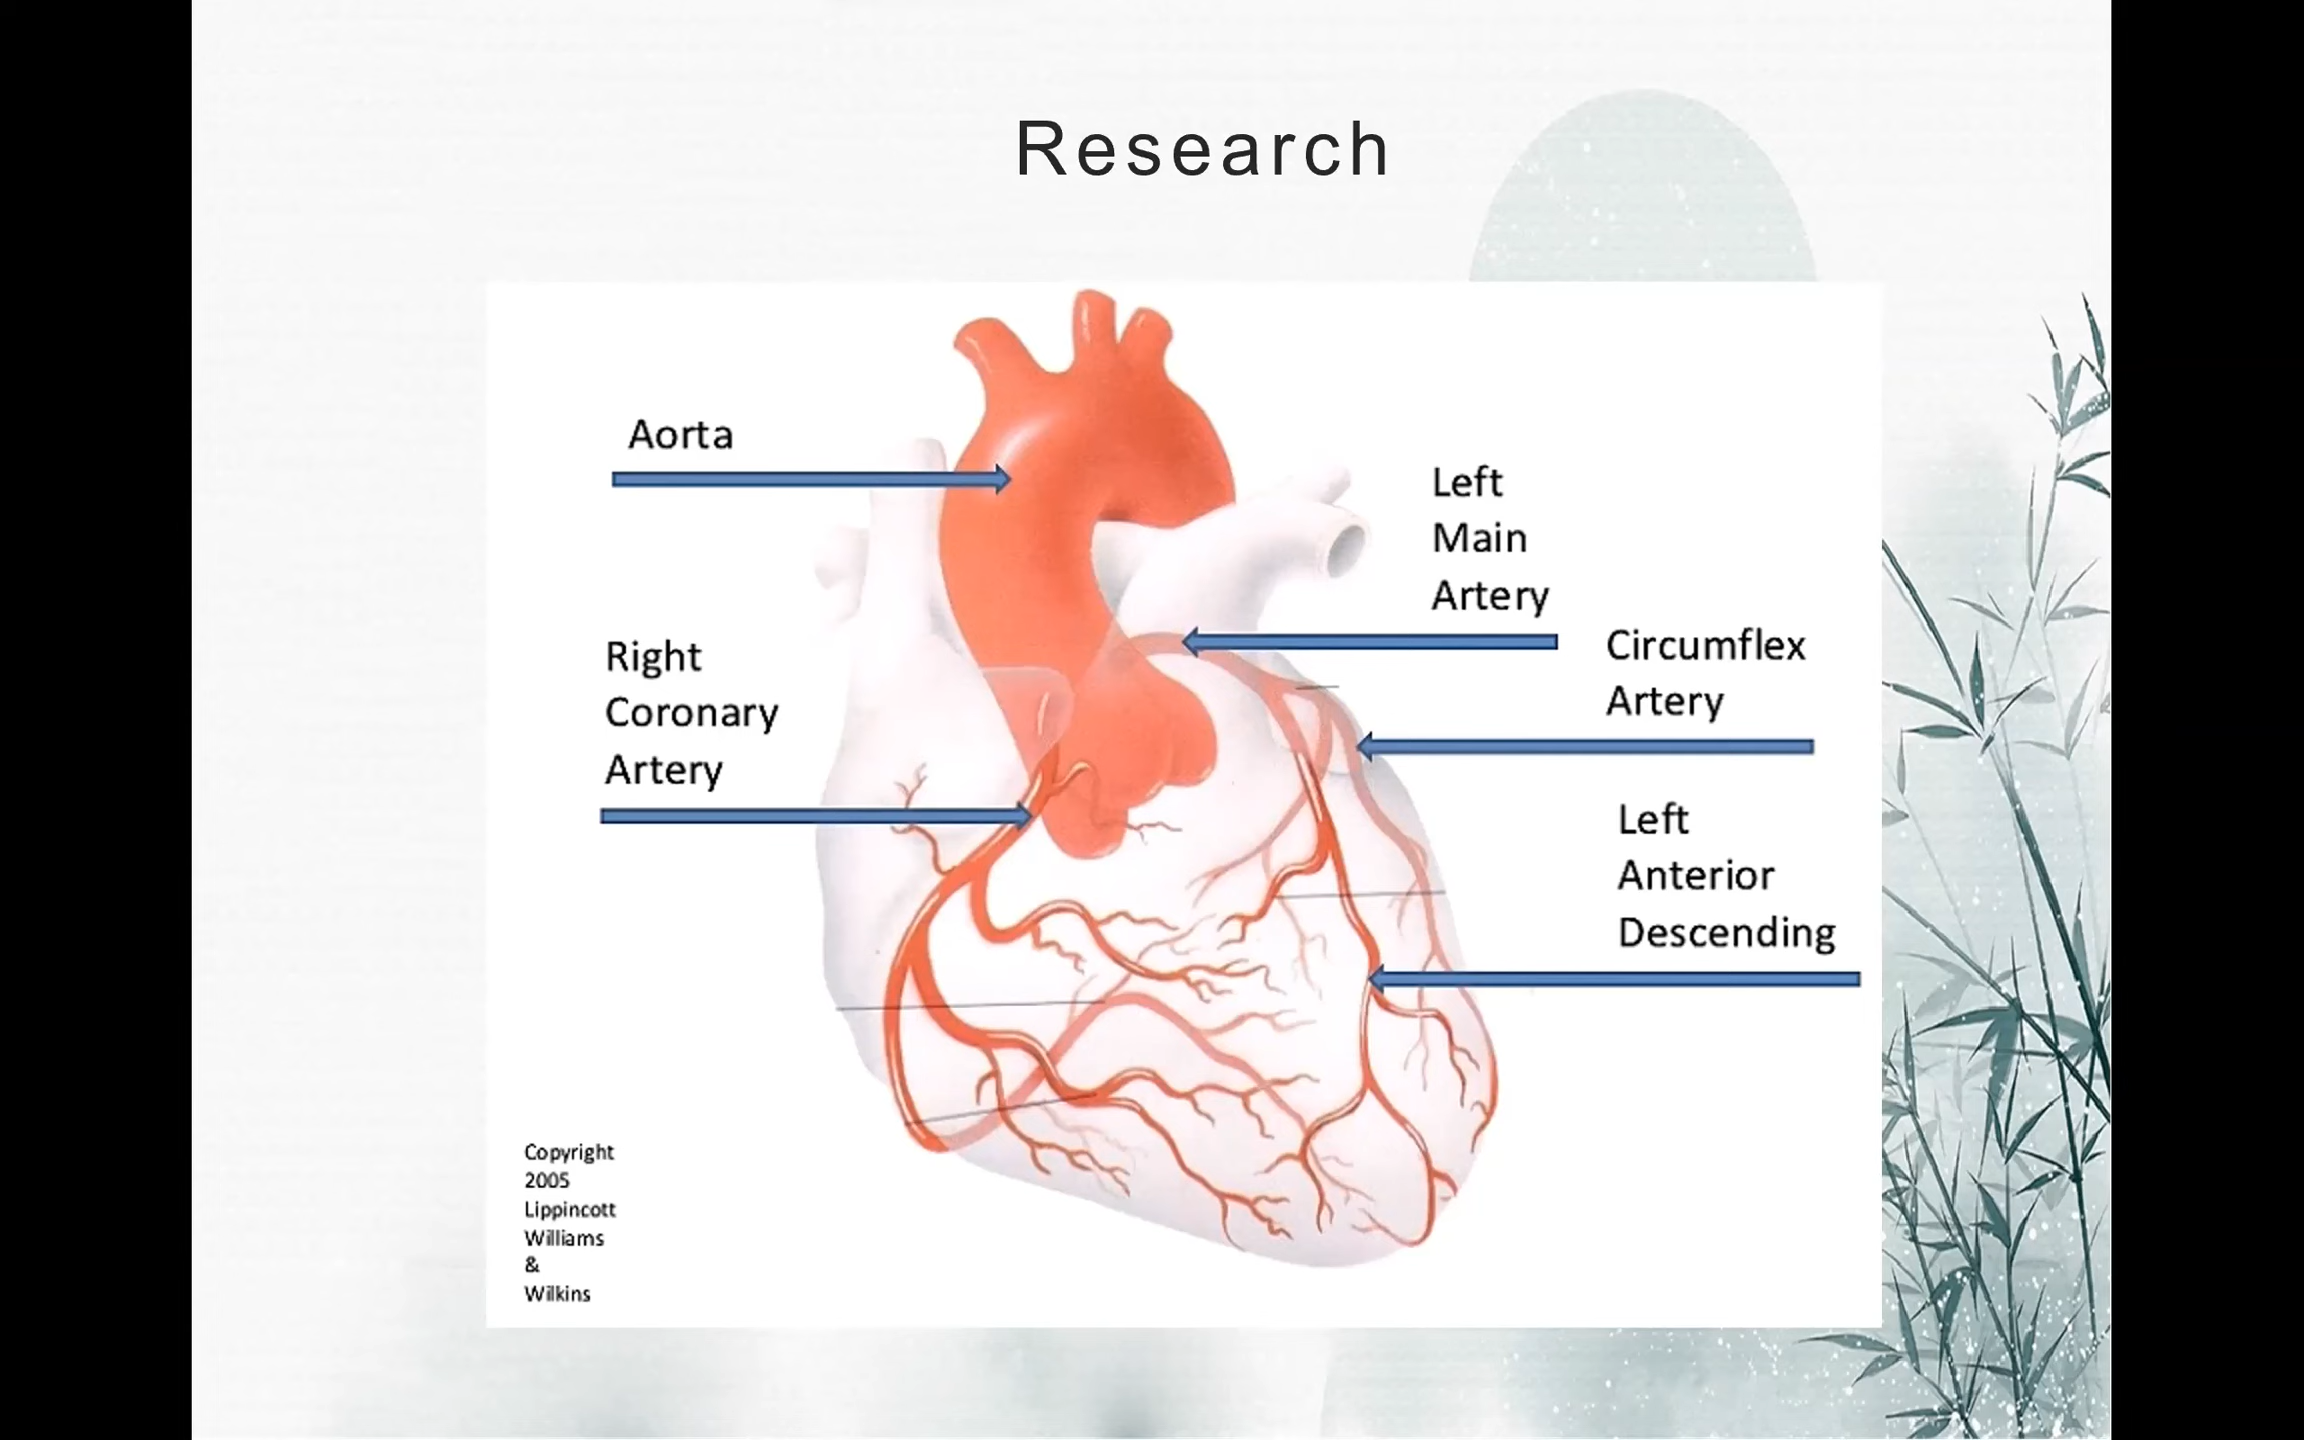 Research
Aorta
Left
Main
Artery
Circumflex
Artery
Right
Coronary
Artery
Left
Anterior
Descending
Copyright
2005
Lippincott
Williams
&
Wilkins